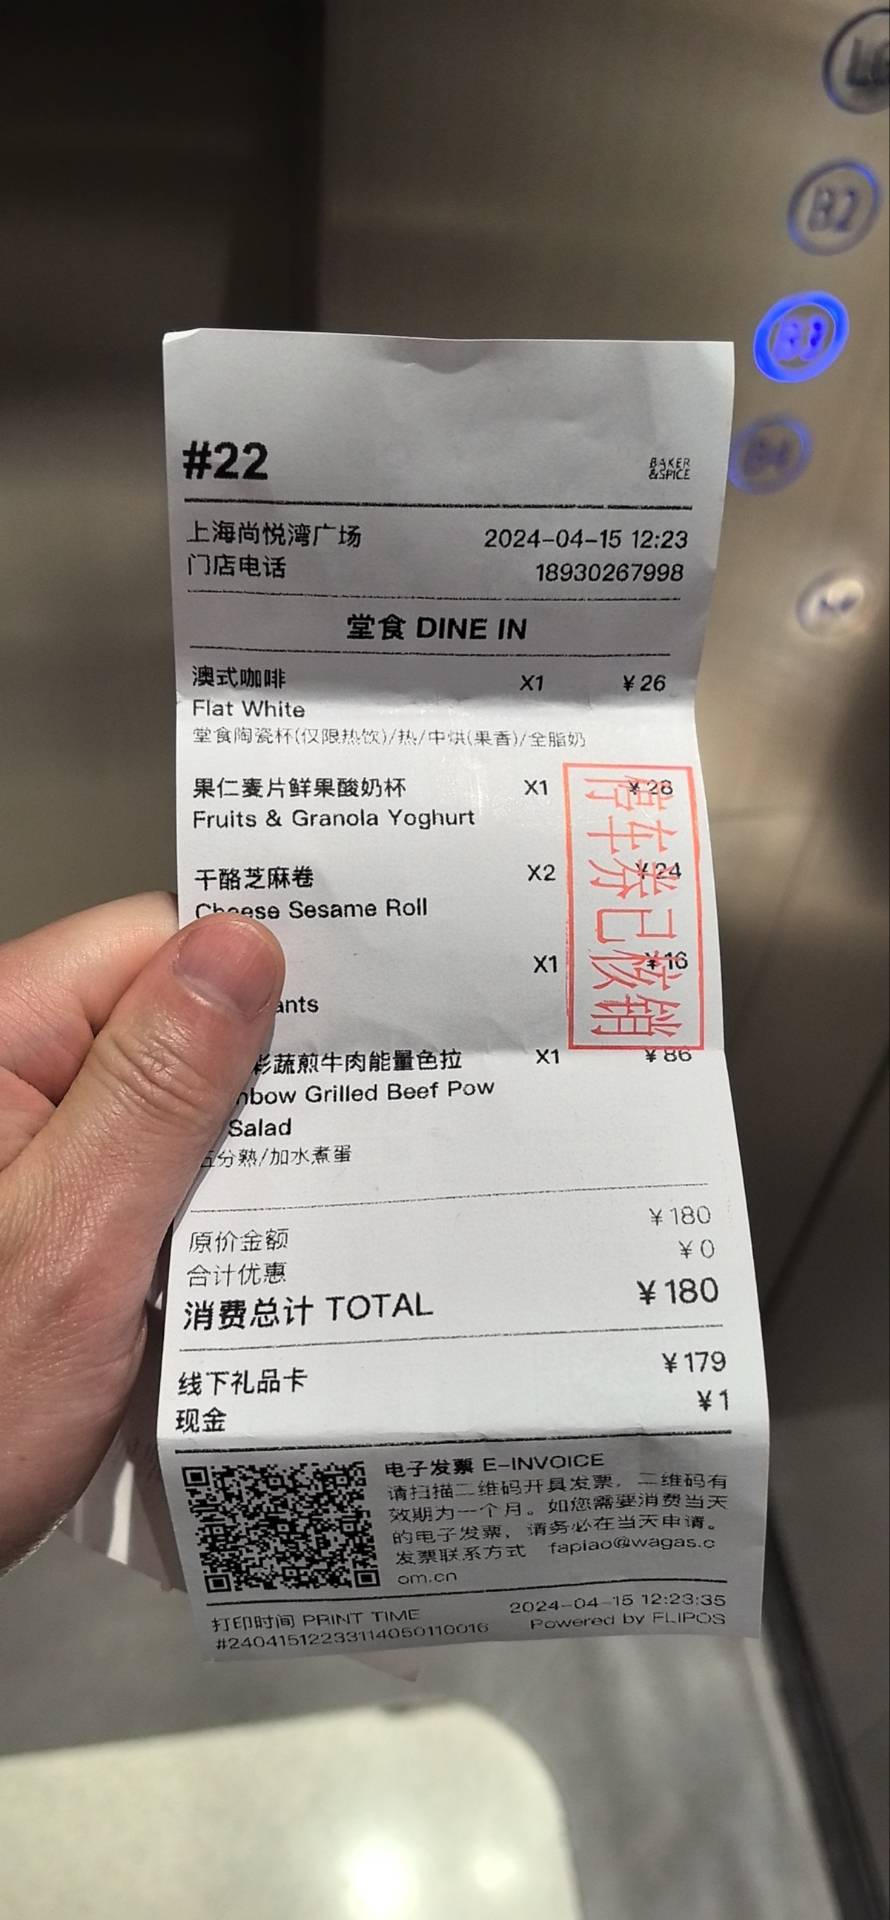 B2
B3
B4
#22
BAKER
&SPICE
上海尚悦湾广场 2024-04-15 12:23
门店电话 18930267998
堂食 DINE IN
澳式咖啡 X1 ¥26
Flat White
堂食陶瓷杯(仅限热饮)/热/中烘(果香)/全脂奶
果仁麦片鲜果酸奶杯 X1 ¥28
Fruits & Granola Yoghurt
干酪芝麻卷 X2 ¥24
Cheese Sesame Roll
X1 ¥16
ants
停车券已核销
彩蔬煎牛肉能量色拉 X1 ¥86
nbow Grilled Beef Pow
Salad
五分熟/加水煮蛋
原价金额 ¥180
合计优惠 ¥0
消费总计 TOTAL ¥180
线下礼品卡 ¥179
现金 ¥1
电子发票 E-INVOICE
请扫描二维码开具发票，二维码有
效期为一个月。如您需要消费当天
的电子发票，请务必在当天申请。
发票联系方式 fapiao@wagas.c
om.cn
打印时间 PRINT TIME 2024-04-15 12:23:35
#24041512233114050110016 Powered by FLIPOS